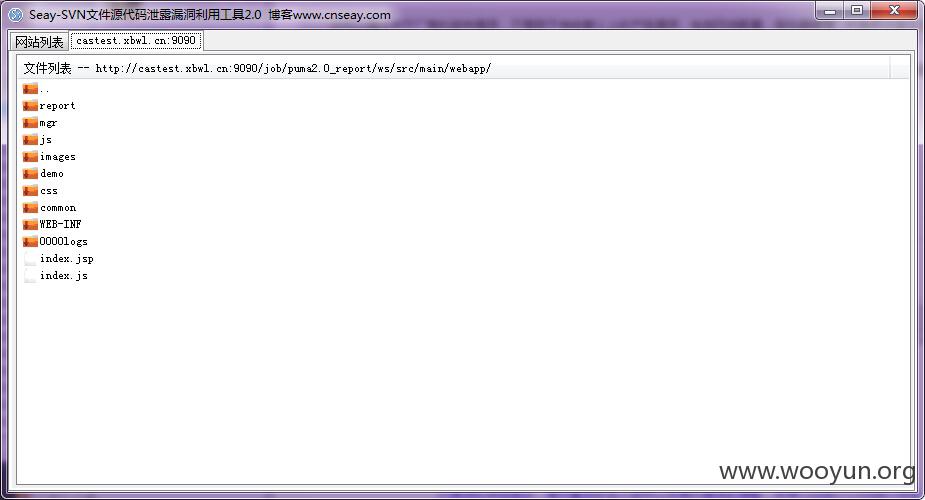 Seay-SVN文件源代码泄露漏洞利用工具2.0 博客www.cnseay.com
网站列表 castest.xbwl.cn:9090
文件列表 -- http://castest.xbwl.cn:9090/job/puma2.0_report/ws/src/main/webapp/
..
report
mgr
js
images
demo
css
common
WEB-INF
0000logs
index.jsp
index.js
www.wooyun.org